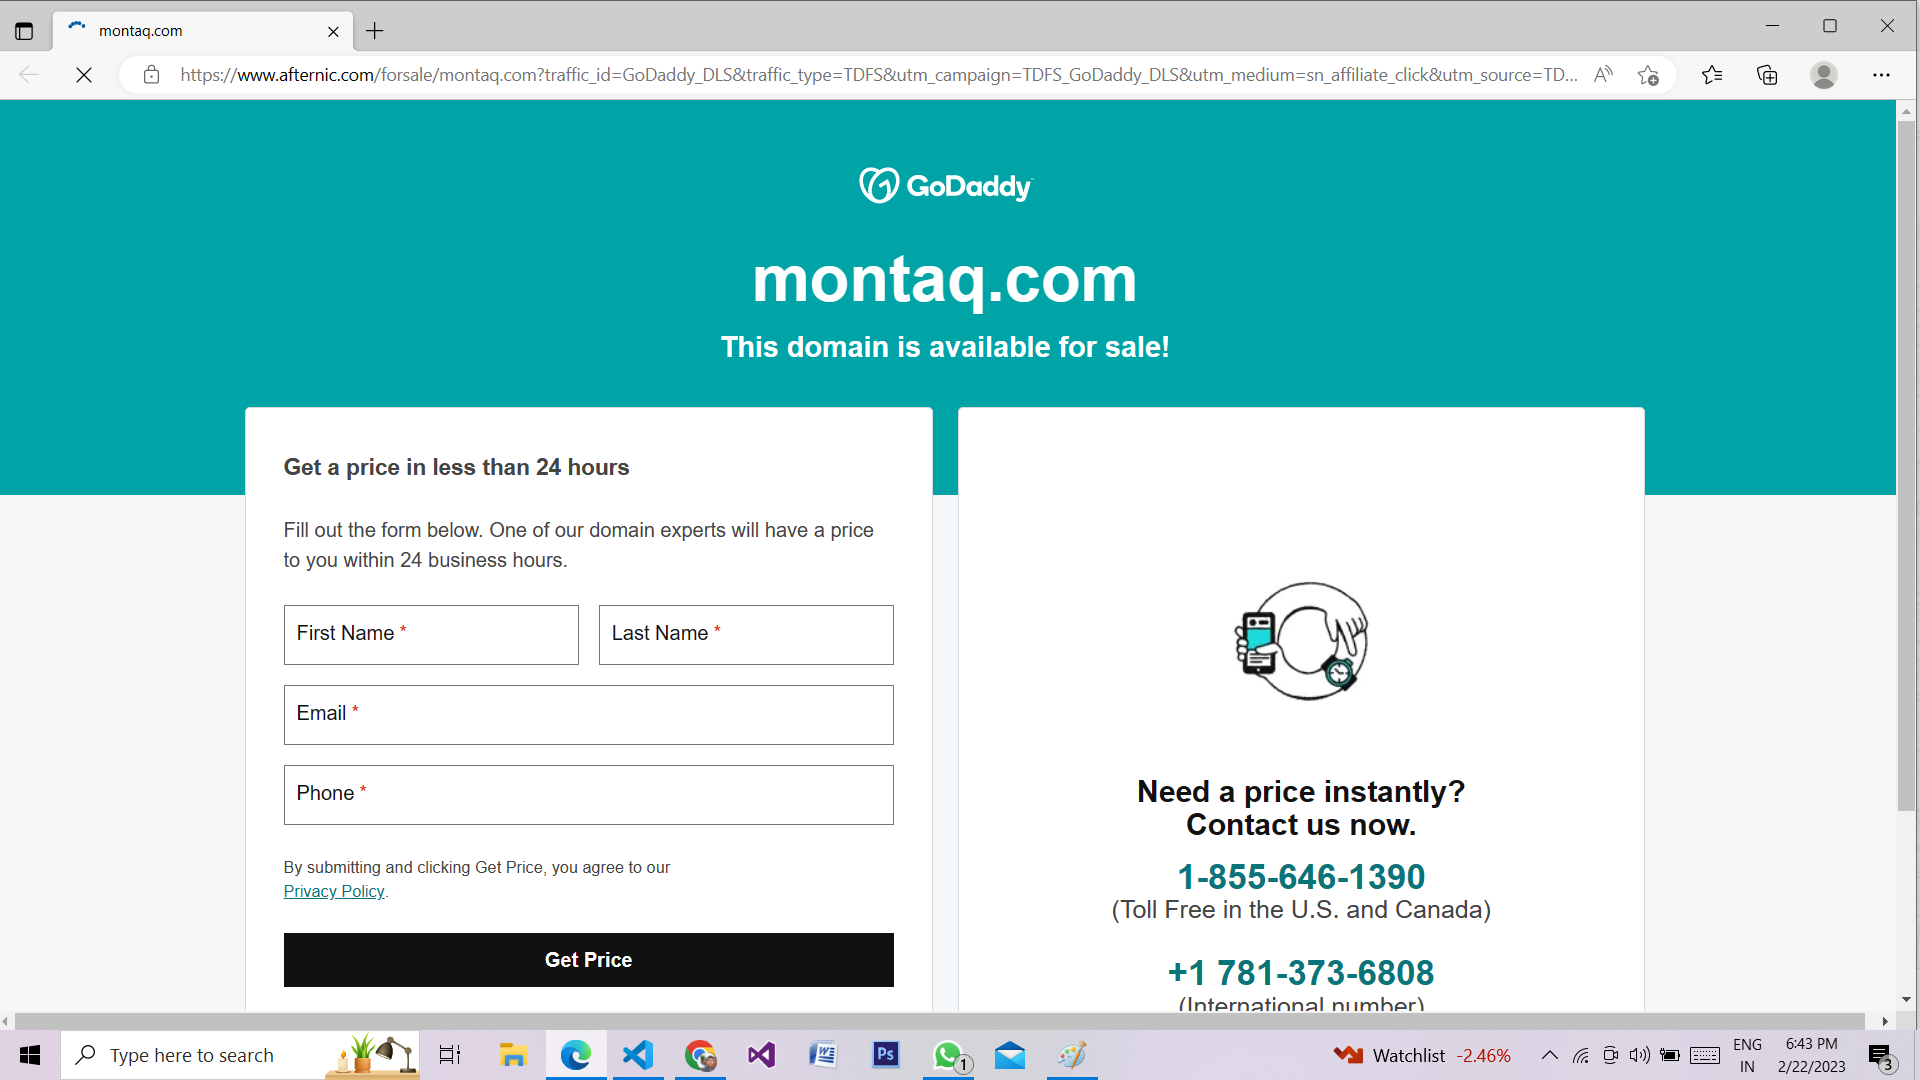 montaq.com
https://www.afternic.com/forsale/montaq.com?traffic_id=GoDaddy_DLS&traffic_type=TDFS&utm_campaign=TDFS_GoDaddy_DLS&utm_medium=sn_affiliate_click&utm_source=TD...
GoDaddy
montaq.com
This domain is available for sale!
Get a price in less than 24 hours
Fill out the form below. One of our domain experts will have a price
to you within 24 business hours.
First Name *
Last Name *
Email *
Phone *
By submitting and clicking Get Price, you agree to our
Privacy Policy.
Get Price
Need a price instantly?
Contact us now.
1-855-646-1390
(Toll Free in the U.S. and Canada)
+1 781-373-6808
(International number)
Type here to search
Ps
1
Watchlist -2.46%
ENG
IN
6:43 PM
2/22/2023
3